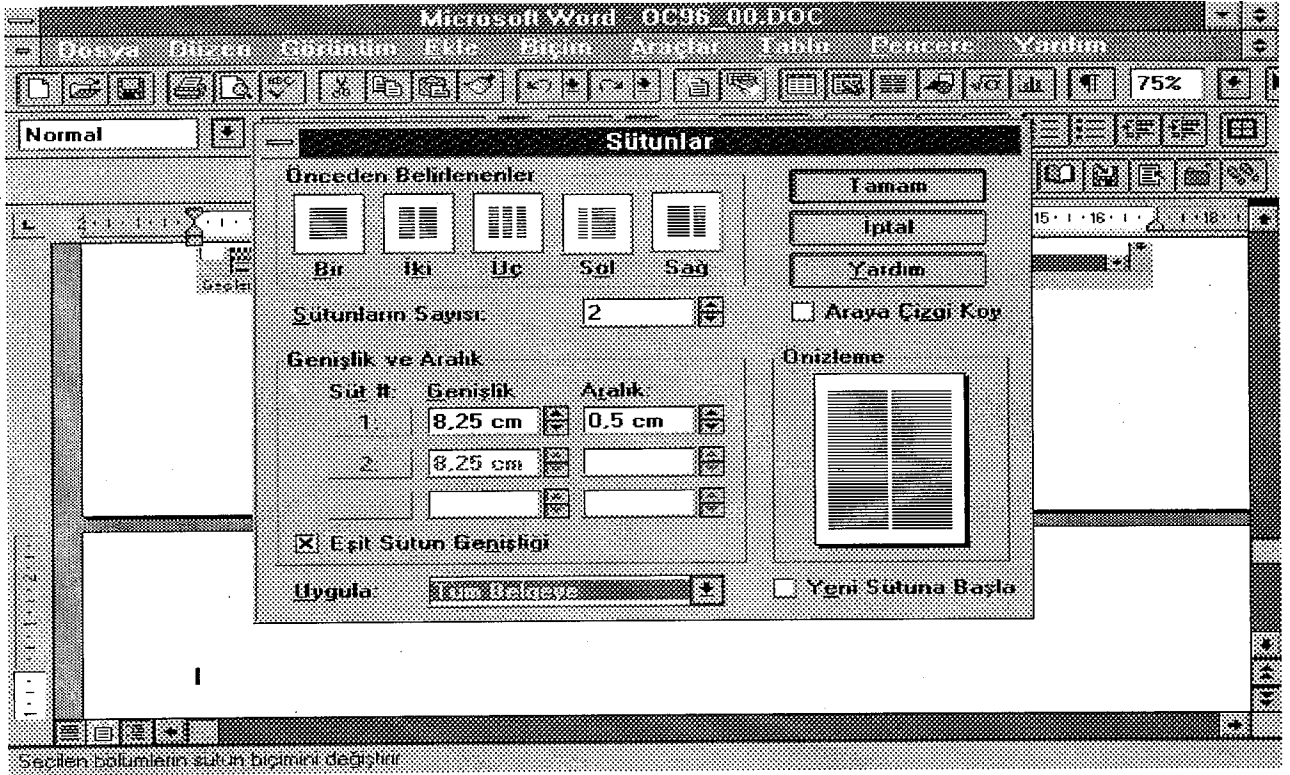 Microsoft Word - OC96_00.DOC
Dosya Düzen Görünüm Ekle Biçim Araçlar Tablo Pencere Yardım
75%
Normal
Sütunlar
Önceden Belirlenenler
Bir İki Üç Sol Sağ
Tamam
İptal
Yardım
15 16 18
Sütunların Sayısı: 2
Araya Çizgi Koy
Genişlik ve Aralık
Önizleme
Süt #: Genişlik Aralık:
1. 8,25 cm 0,5 cm
2. 8,25 cm
Eşit Sütun Genişliği
Uygula: Tüm Belgeye
Yeni Sütuna Başla
Seçilen bölümlerin sütun biçimini değiştirir